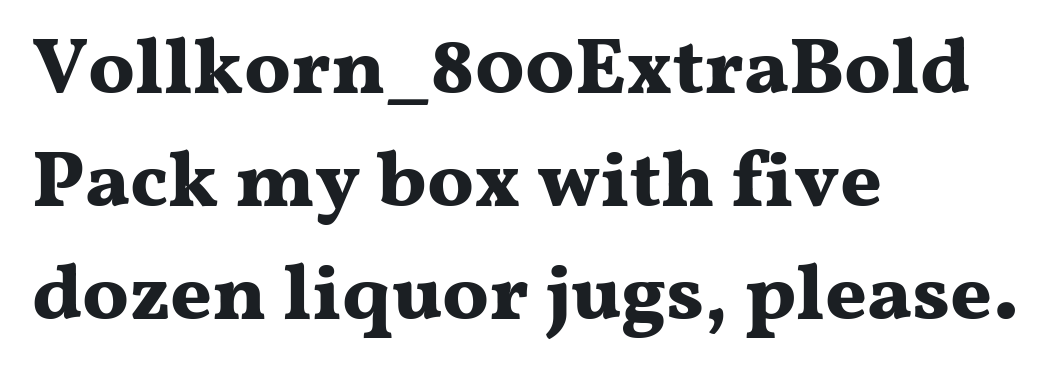 Vollkorn_800ExtraBold
Pack my box with five
dozen liquor jugs, please.